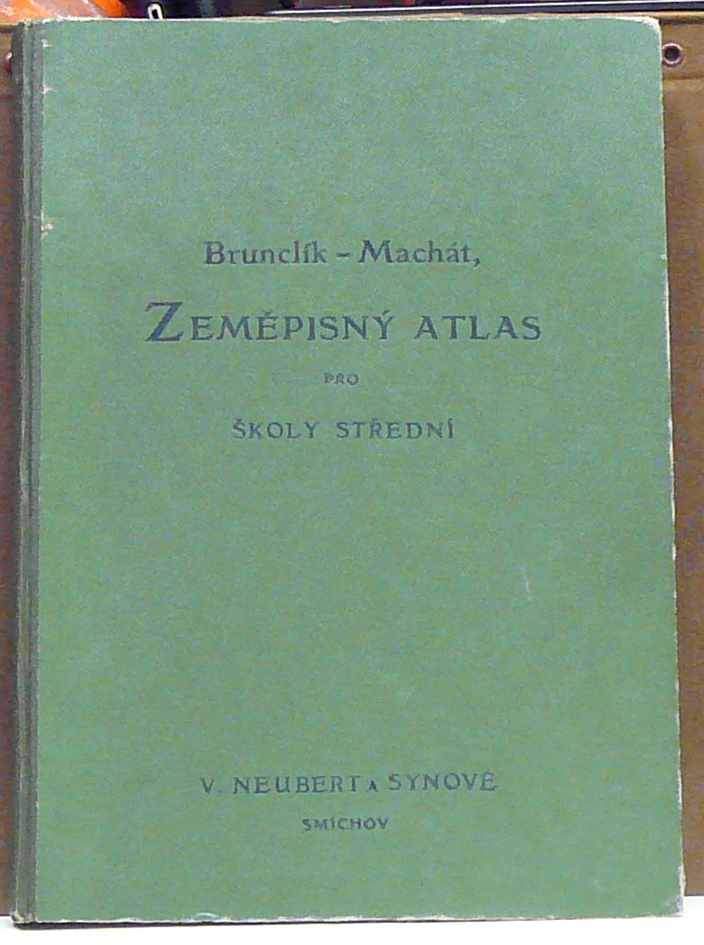 Brunclík – Machát,
ZEMĚPISNÝ ATLAS
PRO
ŠKOLY STŘEDNÍ
V. NEUBERT A SYNOVÉ
SMÍCHOV